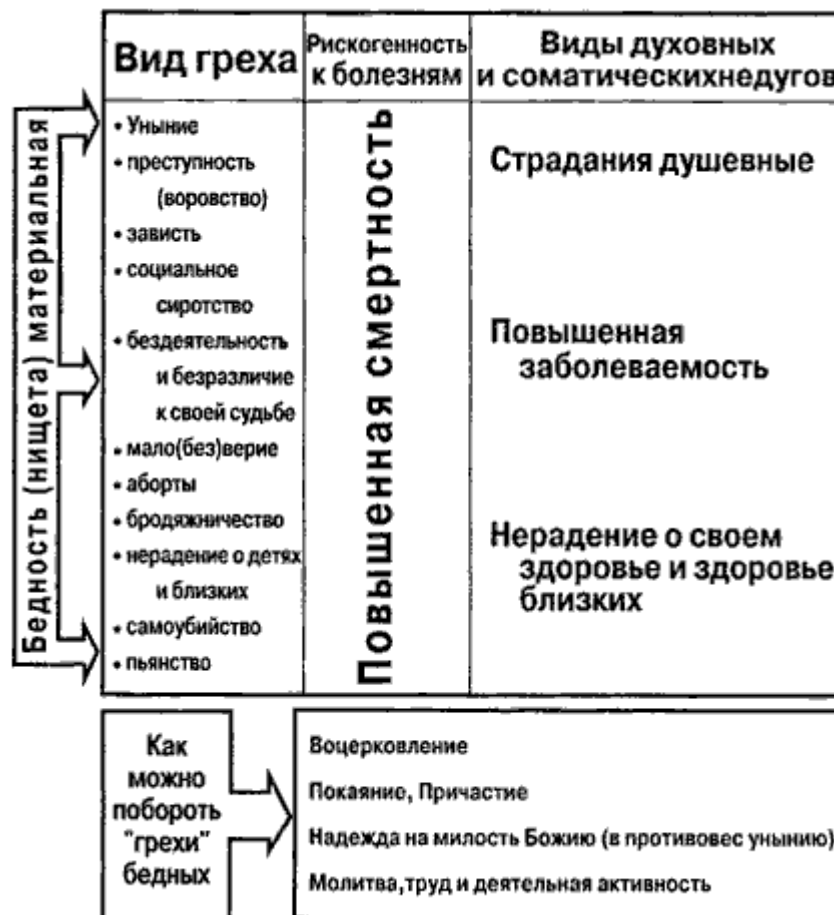 Бедность (нищета) материальная
Вид греха
Рискогенность
к болезням
Виды духовных
и соматическихнедугов
• Уныние
• преступность
(воровство)
• зависть
• социальное
сиротство
• бездеятельность
и безразличие
к своей судьбе
• мало(без)верие
• аборты
• бродяжничество
• нерадение о детях
и близких
• самоубийство
• пьянство
Повышенная смертность
Страдания душевные
Повышенная
заболеваемость
Нерадение о своем
здоровье и здоровье
близких
Как
можно
побороть
"грехи"
бедных
Воцерковление
Покаяние, Причастие
Надежда на милость Божию (в противовес унынию)
Молитва,труд и деятельная активность